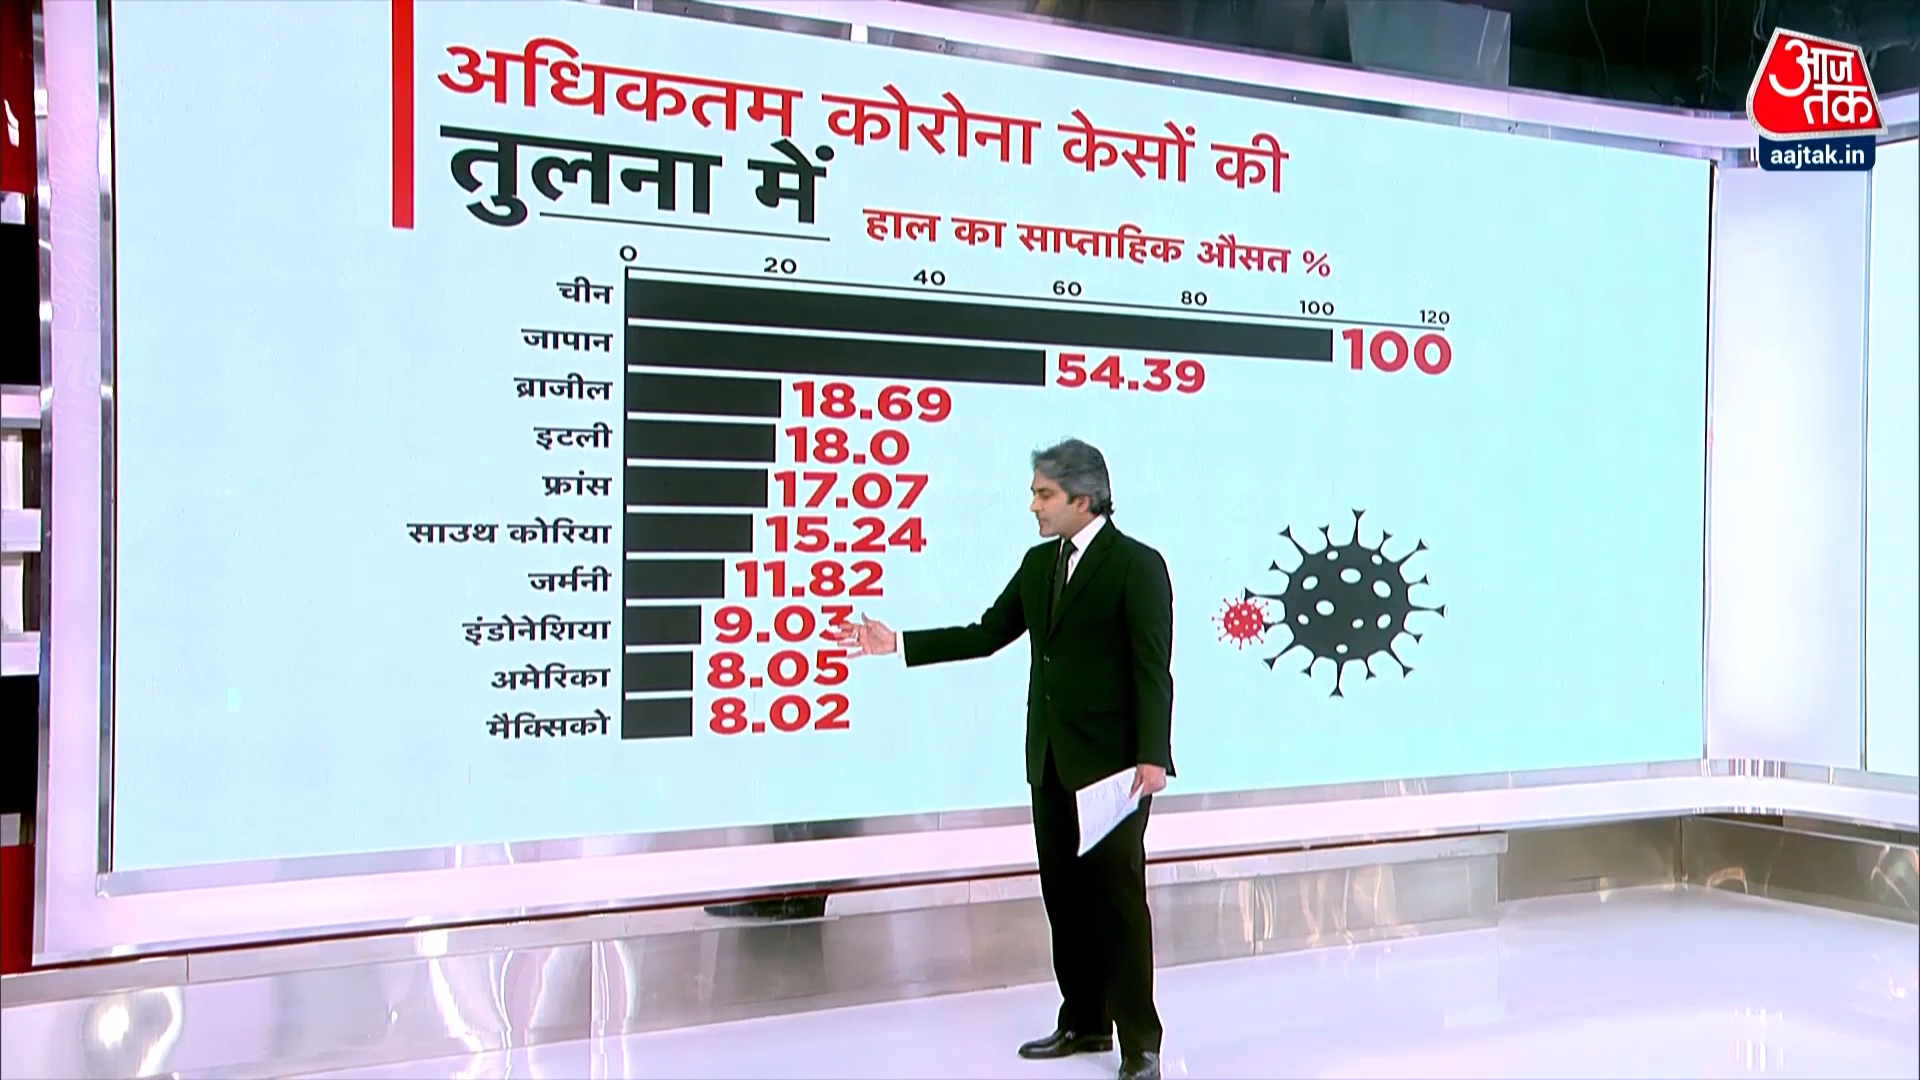 अधिकतम कोरोना केसों की
तुलना में
हाल का साप्ताहिक औसत %
0 20 40 60 80 100 120
चीन 100
जापान 54.39
ब्राजील 18.69
इटली 18.0
फ्रांस 17.07
साउथ कोरिया 15.24
जर्मनी 11.82
इंडोनेशिया 9.03
अमेरिका 8.05
मैक्सिको 8.02
आज
तक
aajtak.in